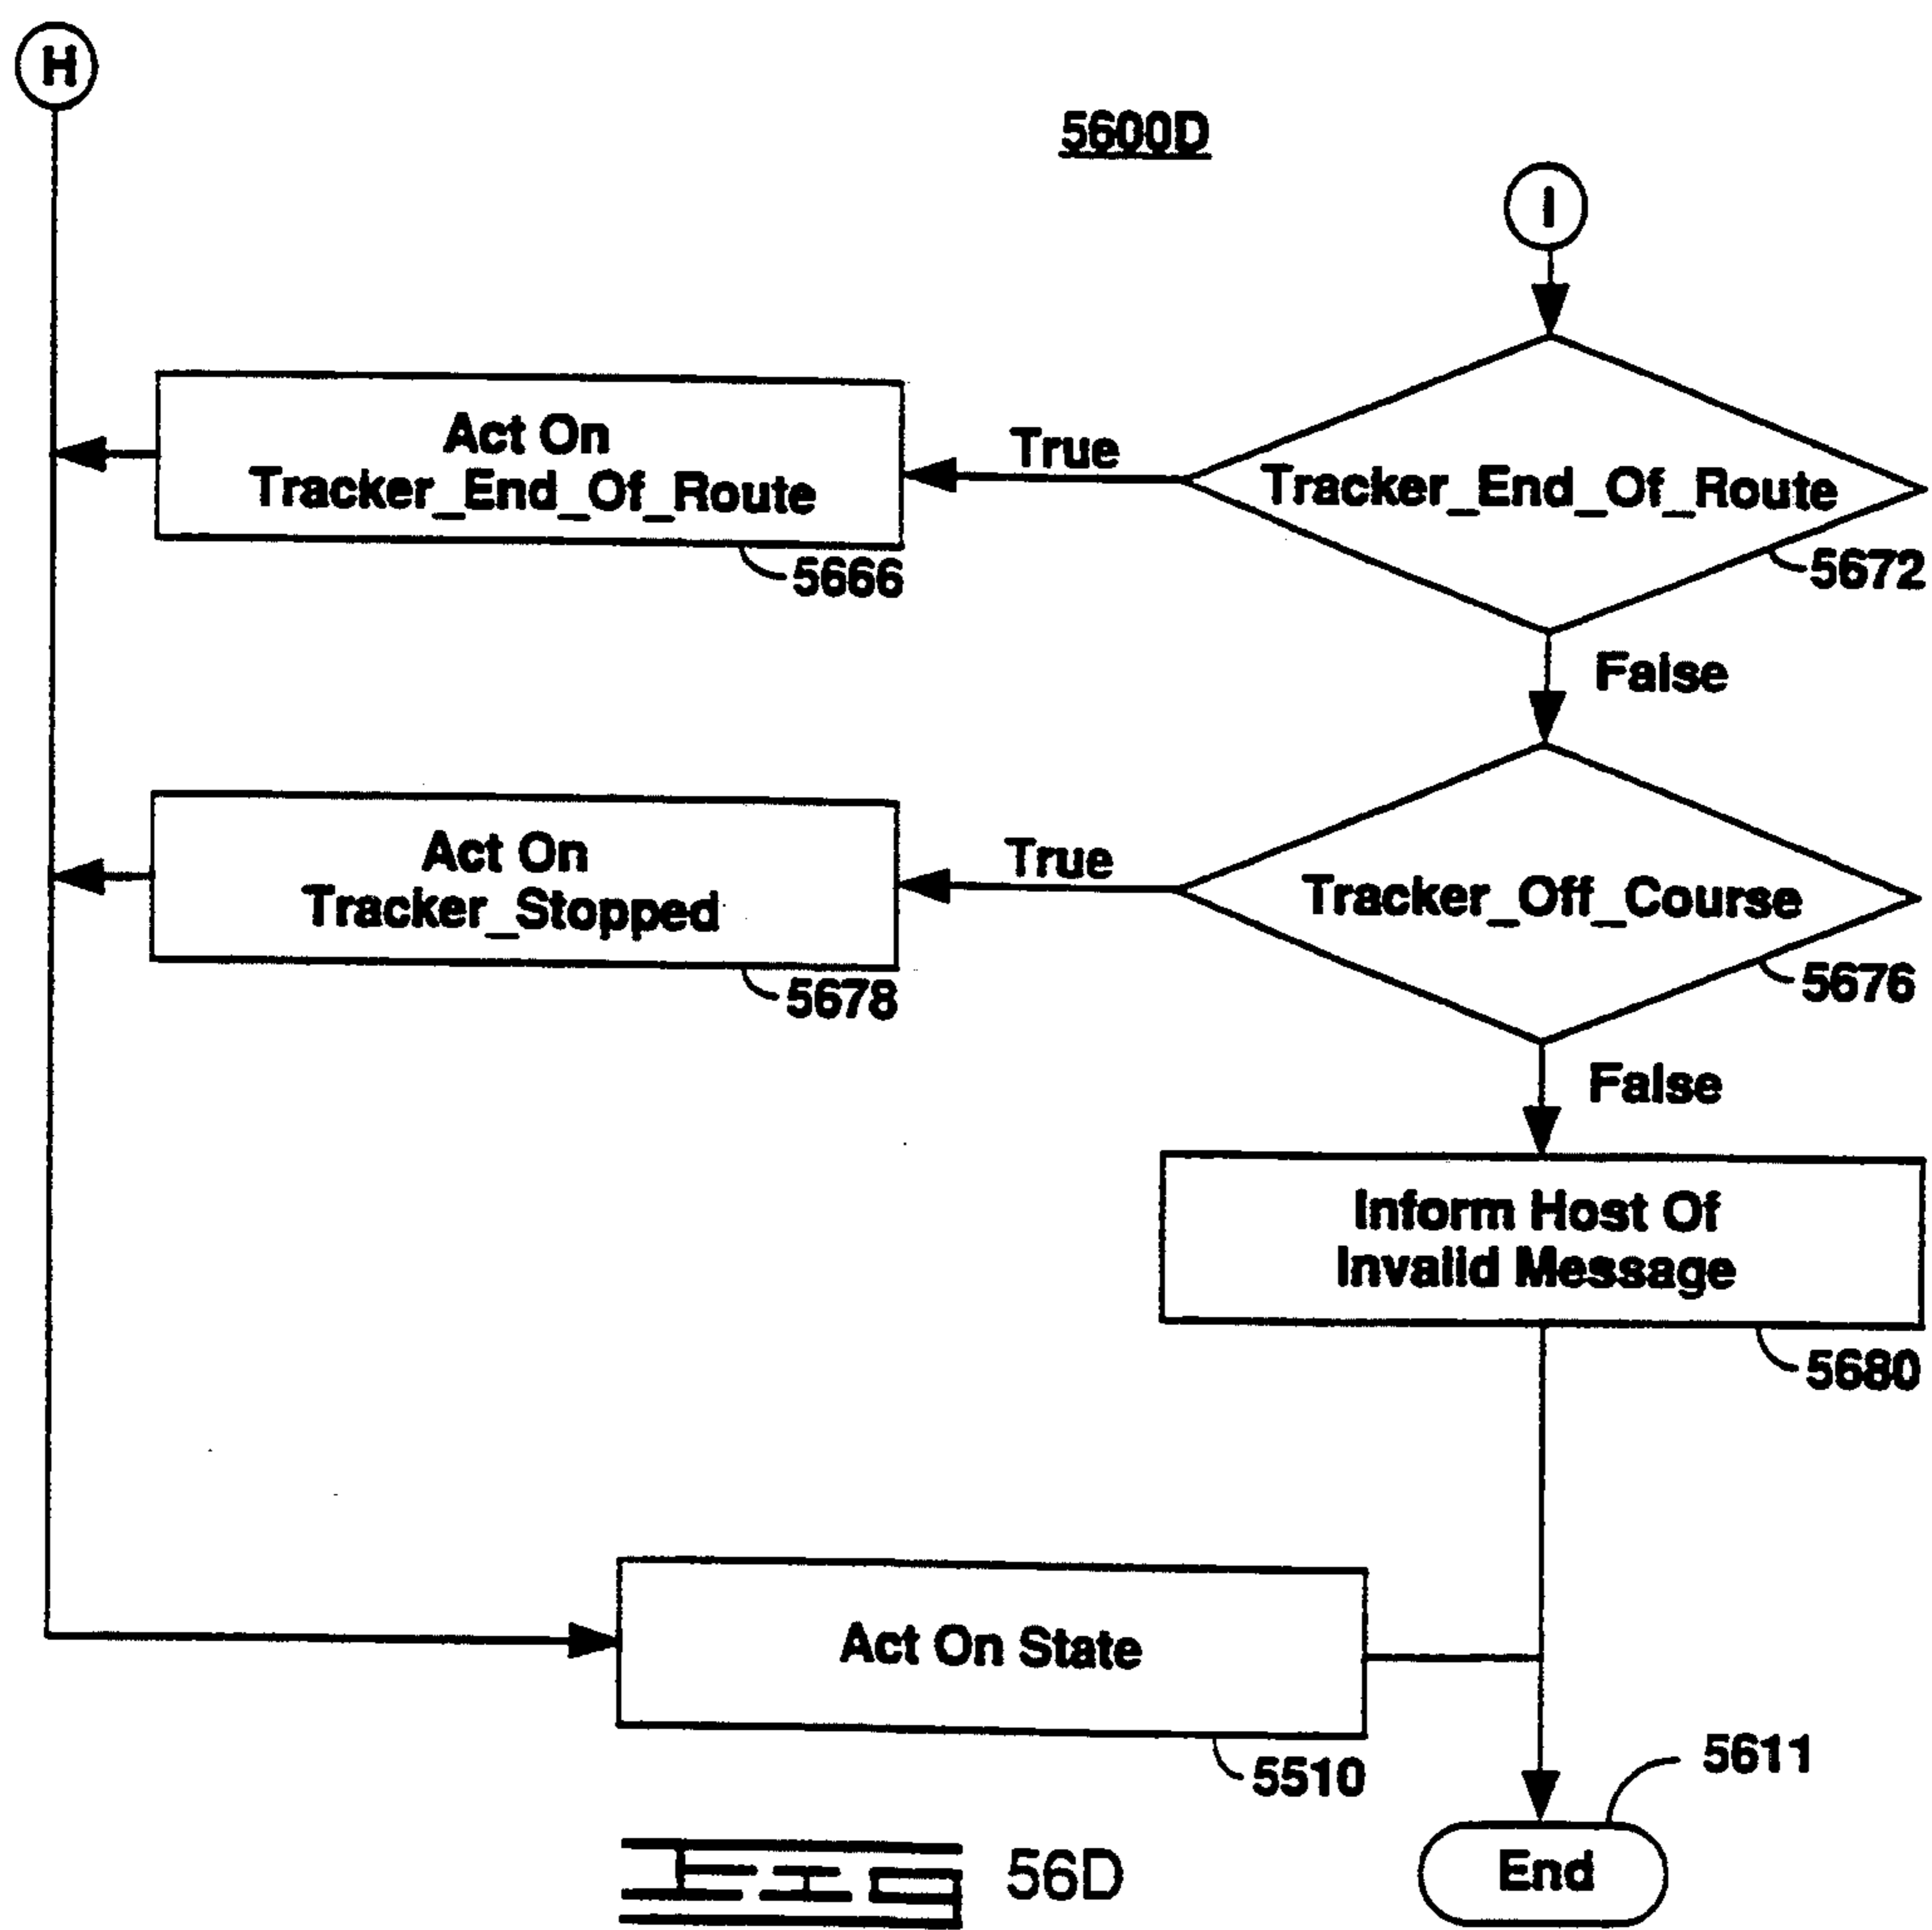 H
5600D
I
Act On
Tracker_End_Of_Route
5666
True
Tracker_End_Of_Route
5672
False
Act On
Tracker_Stopped
5678
True
Tracker_Off_Course
5676
False
Inform Host Of
Invalid Message
5680
Act On State
5510
5611
End
FIG 56D